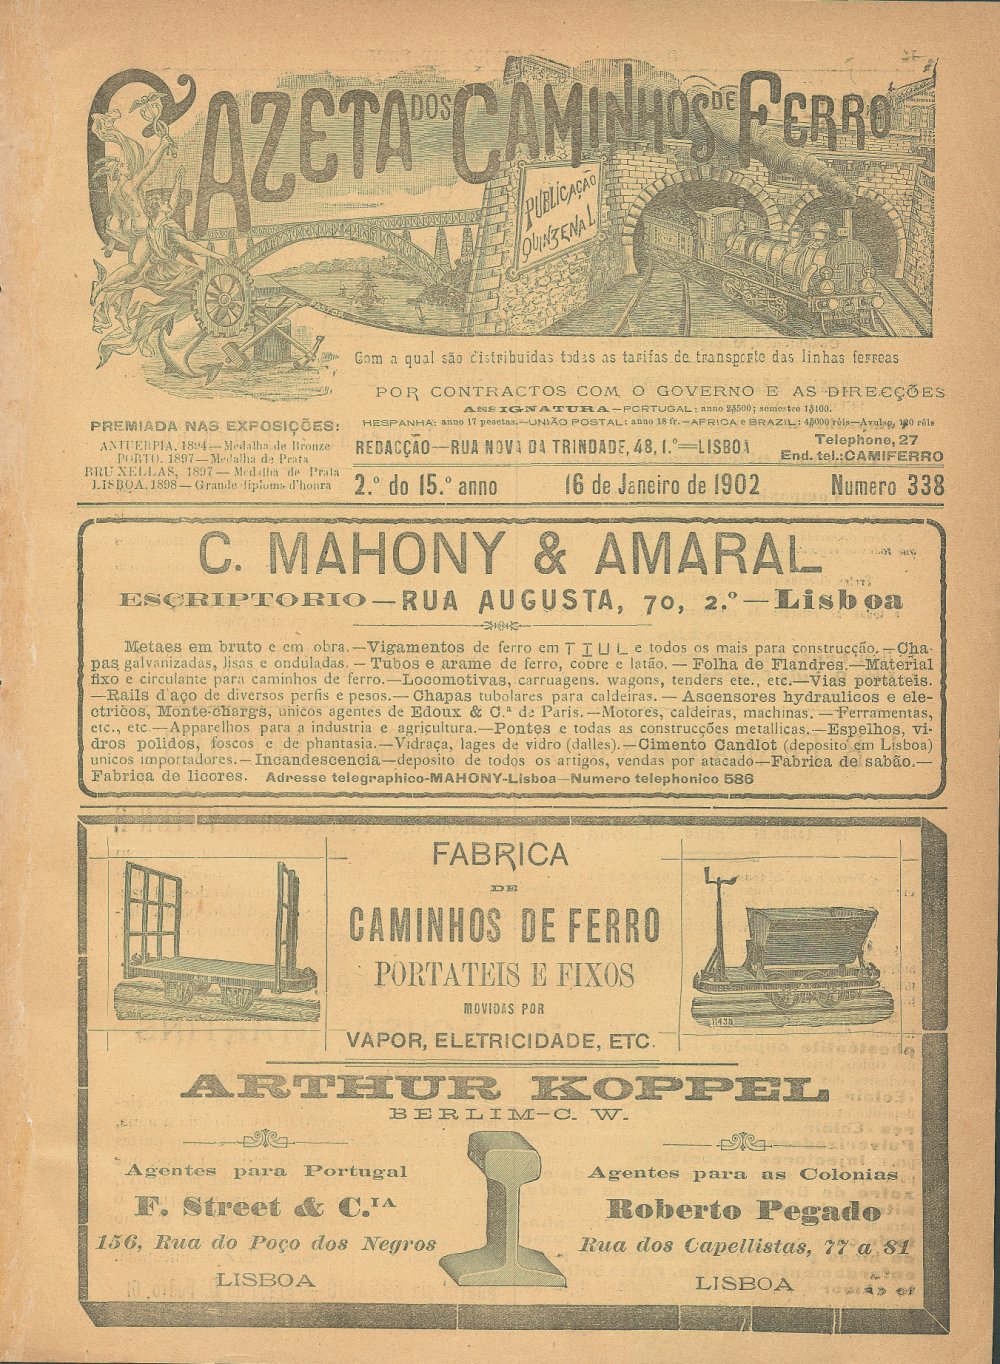 GAZETA DOS CAMINHOS DE FERRO
PUBLICAÇÃO
QUINZENAL
Com a qual são distribuidas todas as tarifas de transporte das linhas ferreas
POR CONTRACTOS COM O GOVERNO E AS DIRECÇÕES
ASSIGNATURA—PORTUGAL: anno 2$500; semestre 1$400.
HESPANHA: anno 17 pesetas.—UNIÃO POSTAL: anno 18 fr.—AFRICA e BRAZIL: 4$000 réis—Avulso, 120 réis
PREMIADA NAS EXPOSIÇÕES:
ANTUERPIA, 1894—Medalha de Bronze
PORTO, 1897—Medalha de Prata
BRUXELLAS, 1897—Medalha de Prata
LISBOA, 1898—Grande diploma d'honra
REDACÇÃO—RUA NOVA DA TRINDADE, 48, 1.º—LISBOA
Telephone, 27
End. tel.: CAMIFERRO
2.º do 15.º anno 16 de Janeiro de 1902 Numero 338
C. MAHONY & AMARAL
ESCRIPTORIO—RUA AUGUSTA, 70, 2.º—Lisboa
Metaes em bruto e em obra.—Vigamentos de ferro em T I U L e todos os mais para construcção.—Cha-
pas galvanizadas, lisas e onduladas.—Tubos e arame de ferro, cobre e latão.—Folha de Flandres.—Material
fixo e circulante para caminhos de ferro.—Locomotivas, carruagens, wagons, tenders etc., etc.—Vias portateis.
—Rails d'aço de diversos perfis e pesos.—Chapas tubolares para caldeiras.—Ascensores hydraulicos e ele-
ctricos, Monte-chargs, unicos agentes de Edoux & C.ª de Paris.—Motores, caldeiras, machinas.—Ferramentas,
etc., etc.—Apparelhos para a industria e agricultura.—Pontes e todas as construcções metallicas.—Espelhos, vi-
dros polidos, foscos e de phantasia.—Vidraça, lages de vidro (dalles).—Cimento Candlot (deposito em Lisboa)
unicos importadores.—Incandescencia—deposito de todos os artigos, vendas por atacado—Fabrica de sabão.—
Fabrica de licores. Adresse telegraphico-MAHONY-Lisboa—Numero telephonico 586
FABRICA
DE
CAMINHOS DE FERRO
PORTATEIS E FIXOS
MOVIDAS POR
VAPOR, ELETRICIDADE, ETC.
ARTHUR KOPPEL
BERLIM—C. W.
Agentes para Portugal
F. Street & C.IA
156, Rua do Poço dos Negros
LISBOA
Agentes para as Colonias
Roberto Pegado
Rua dos Capellistas, 77 a 81
LISBOA